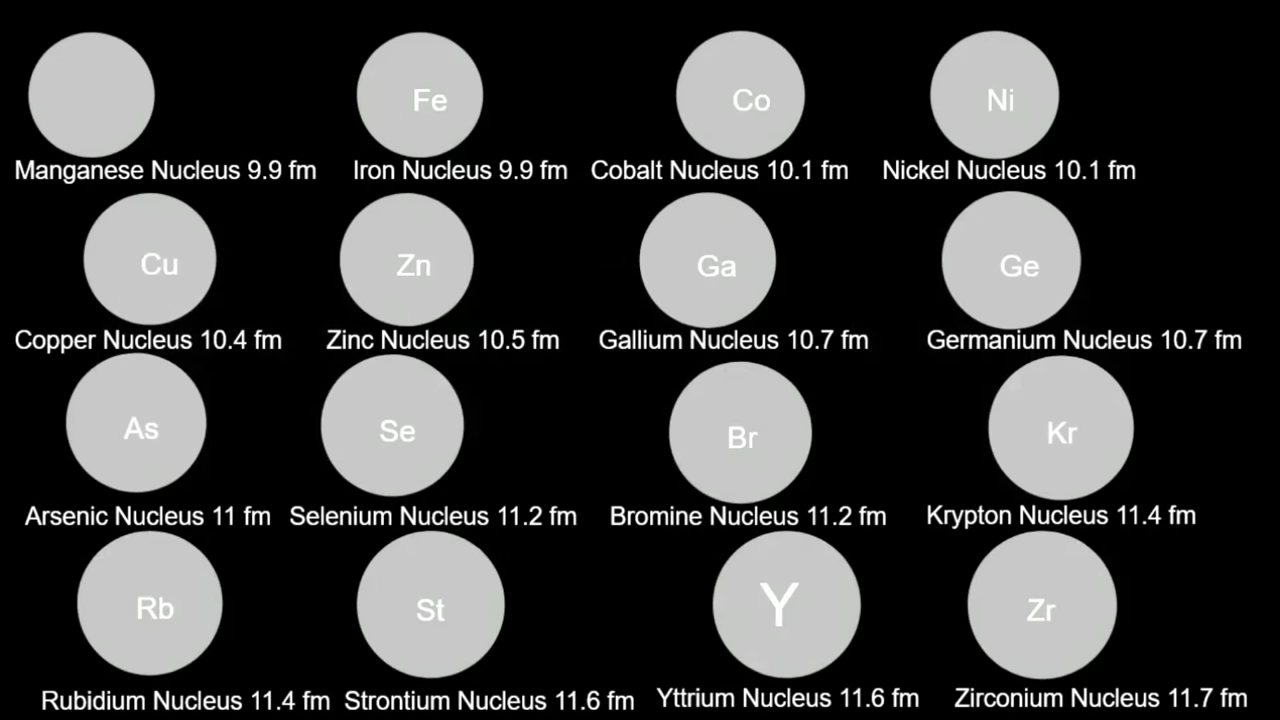 Fe
Co
Ni
Manganese Nucleus 9.9 fm
Iron Nucleus 9.9 fm
Cobalt Nucleus 10.1 fm
Nickel Nucleus 10.1 fm
Cu
Zn
Ga
Ge
Copper Nucleus 10.4 fm
Zinc Nucleus 10.5 fm
Gallium Nucleus 10.7 fm
Germanium Nucleus 10.7 fm
As
Se
Br
Kr
Arsenic Nucleus 11 fm
Selenium Nucleus 11.2 fm
Bromine Nucleus 11.2 fm
Krypton Nucleus 11.4 fm
Rb
St
Y
Zr
Rubidium Nucleus 11.4 fm
Strontium Nucleus 11.6 fm
Yttrium Nucleus 11.6 fm
Zirconium Nucleus 11.7 fm